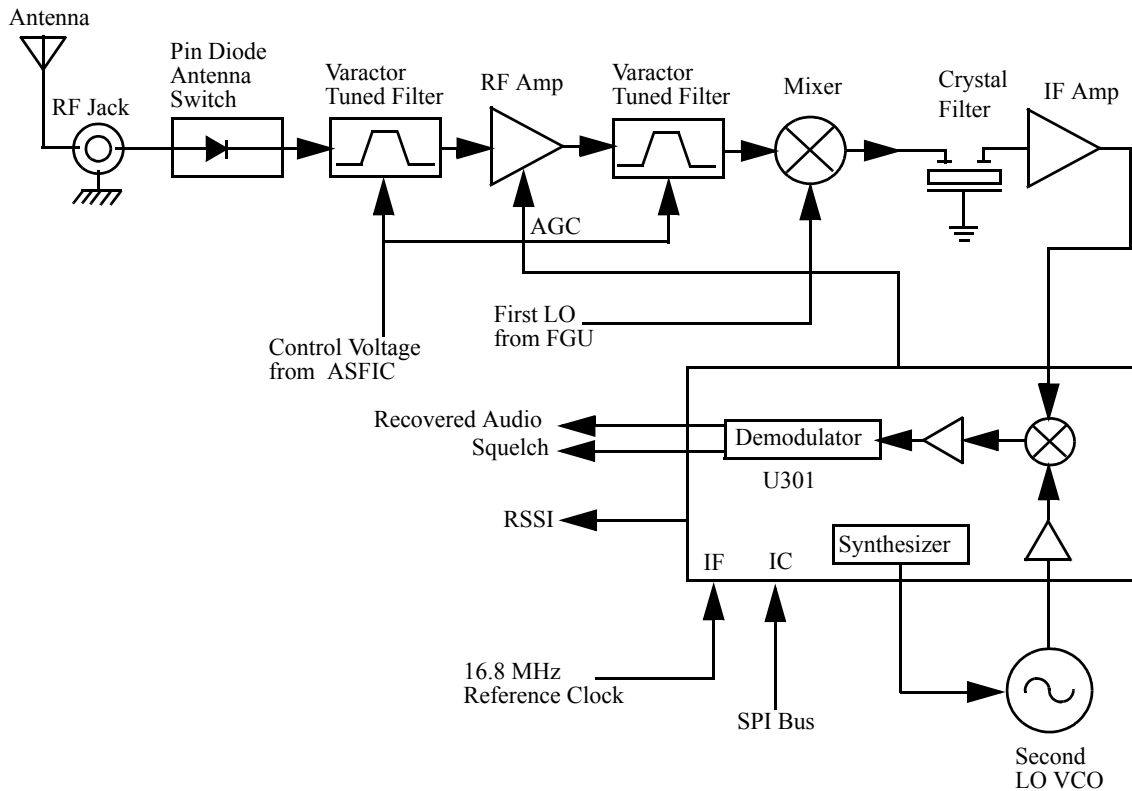 Antenna
RF Jack
Pin Diode
Antenna
Switch
Varactor
Tuned Filter
RF Amp
Varactor
Tuned Filter
Mixer
Crystal
Filter
IF Amp
AGC
First LO
from FGU
Control Voltage
from ASFIC
Recovered Audio
Squelch
Demodulator
U301
RSSI
Synthesizer
IF IC
16.8 MHz
Reference Clock
SPI Bus
Second
LO VCO